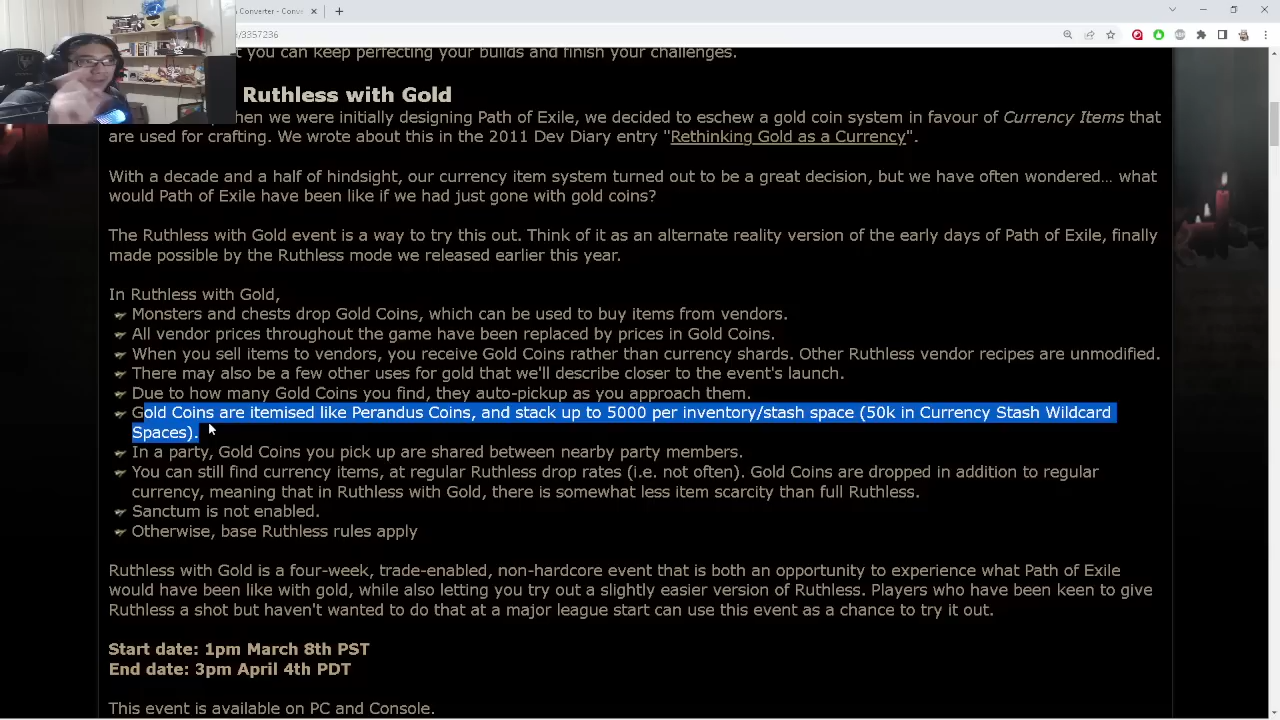 Converter - Conv
3357236
t you can keep perfecting your builds and finish your challenges.
Ruthless with Gold
hen we were initially designing Path of Exile, we decided to eschew a gold coin system in favour of Currency Items that
are used for crafting. We wrote about this in the 2011 Dev Diary entry "Rethinking Gold as a Currency".
With a decade and a half of hindsight, our currency item system turned out to be a great decision, but we have often wondered... what
would Path of Exile have been like if we had just gone with gold coins?
The Ruthless with Gold event is a way to try this out. Think of it as an alternate reality version of the early days of Path of Exile, finally
made possible by the Ruthless mode we released earlier this year.
In Ruthless with Gold,
Monsters and chests drop Gold Coins, which can be used to buy items from vendors.
All vendor prices throughout the game have been replaced by prices in Gold Coins.
When you sell items to vendors, you receive Gold Coins rather than currency shards. Other Ruthless vendor recipes are unmodified.
There may also be a few other uses for gold that we'll describe closer to the event's launch.
Due to how many Gold Coins you find, they auto-pickup as you approach them.
Gold Coins are itemised like Perandus Coins, and stack up to 5000 per inventory/stash space (50k in Currency Stash Wildcard
Spaces).
In a party, Gold Coins you pick up are shared between nearby party members.
You can still find currency items, at regular Ruthless drop rates (i.e. not often). Gold Coins are dropped in addition to regular
currency, meaning that in Ruthless with Gold, there is somewhat less item scarcity than full Ruthless.
Sanctum is not enabled.
Otherwise, base Ruthless rules apply
Ruthless with Gold is a four-week, trade-enabled, non-hardcore event that is both an opportunity to experience what Path of Exile
would have been like with gold, while also letting you try out a slightly easier version of Ruthless. Players who have been keen to give
Ruthless a shot but haven't wanted to do that at a major league start can use this event as a chance to try it out.
Start date: 1pm March 8th PST
End date: 3pm April 4th PDT
This event is available on PC and Console.